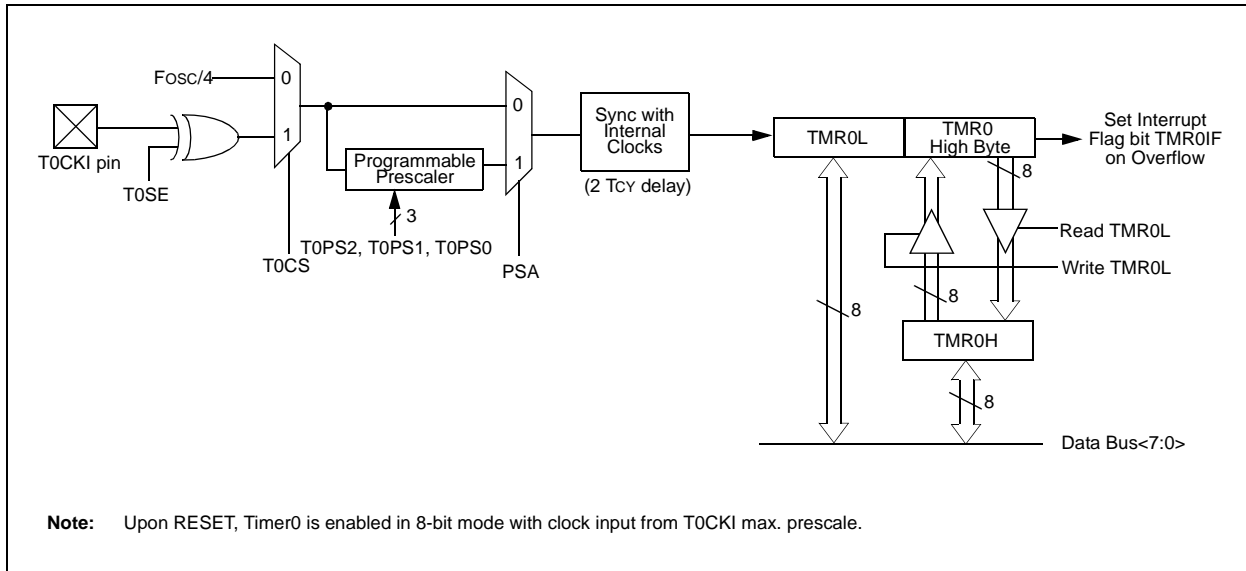 FOSC/4
0
1
T0CKI pin
T0SE
T0CS
Programmable
Prescaler
3
T0PS2, T0PS1, T0PS0
0
1
PSA
Sync with
Internal
Clocks
(2 TCY delay)
TMR0L
TMR0
High Byte
Set Interrupt
Flag bit TMR0IF
on Overflow
8
Read TMR0L
Write TMR0L
8
8
TMR0H
8
Data Bus<7:0>
Note: Upon RESET, Timer0 is enabled in 8-bit mode with clock input from T0CKI max. prescale.